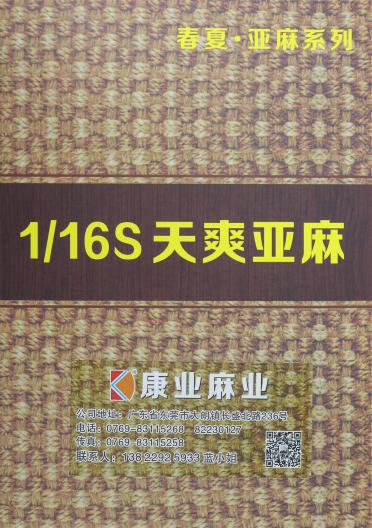 春夏·亚麻系列
1/16S 天爽亚麻
康业麻业
公司地址：广东省东莞市大朗镇长盛北路236号
电话：0769-83115268 82230127
传真：0769-83115258
联系人：138 2292 5933 蓝小姐